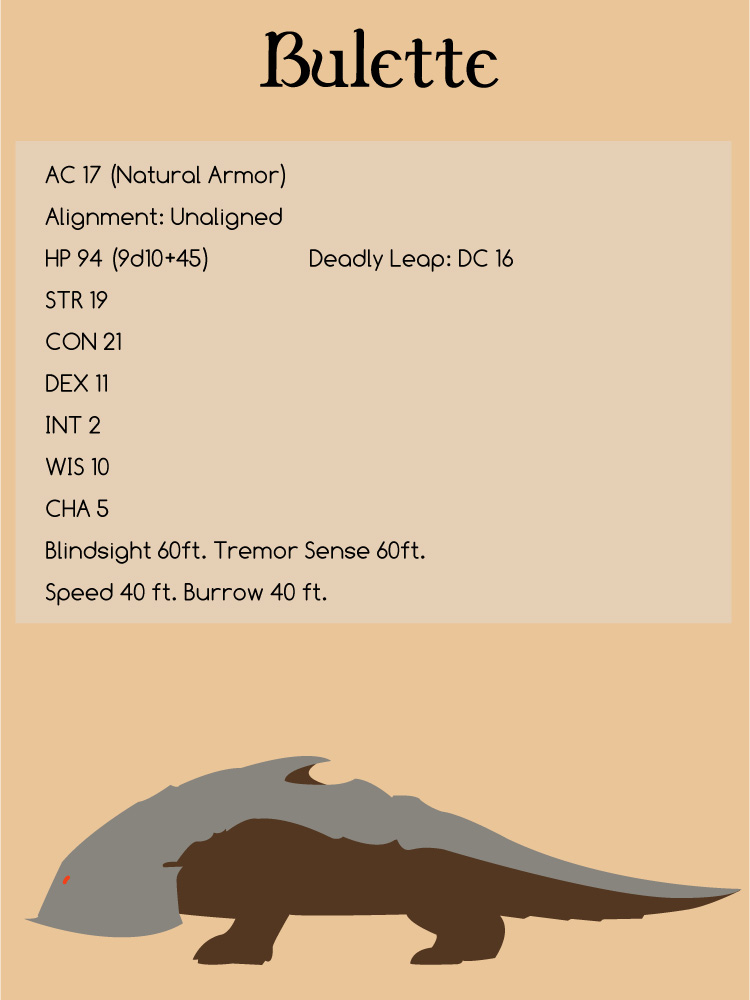 Bulette
AC 17 (Natural Armor)
Alignment: Unaligned
HP 94 (9d10+45) Deadly Leap: DC 16
STR 19
CON 21
DEX 11
INT 2
WIS 10
CHA 5
Blindsight 60ft. Tremor Sense 60ft.
Speed 40 ft. Burrow 40 ft.